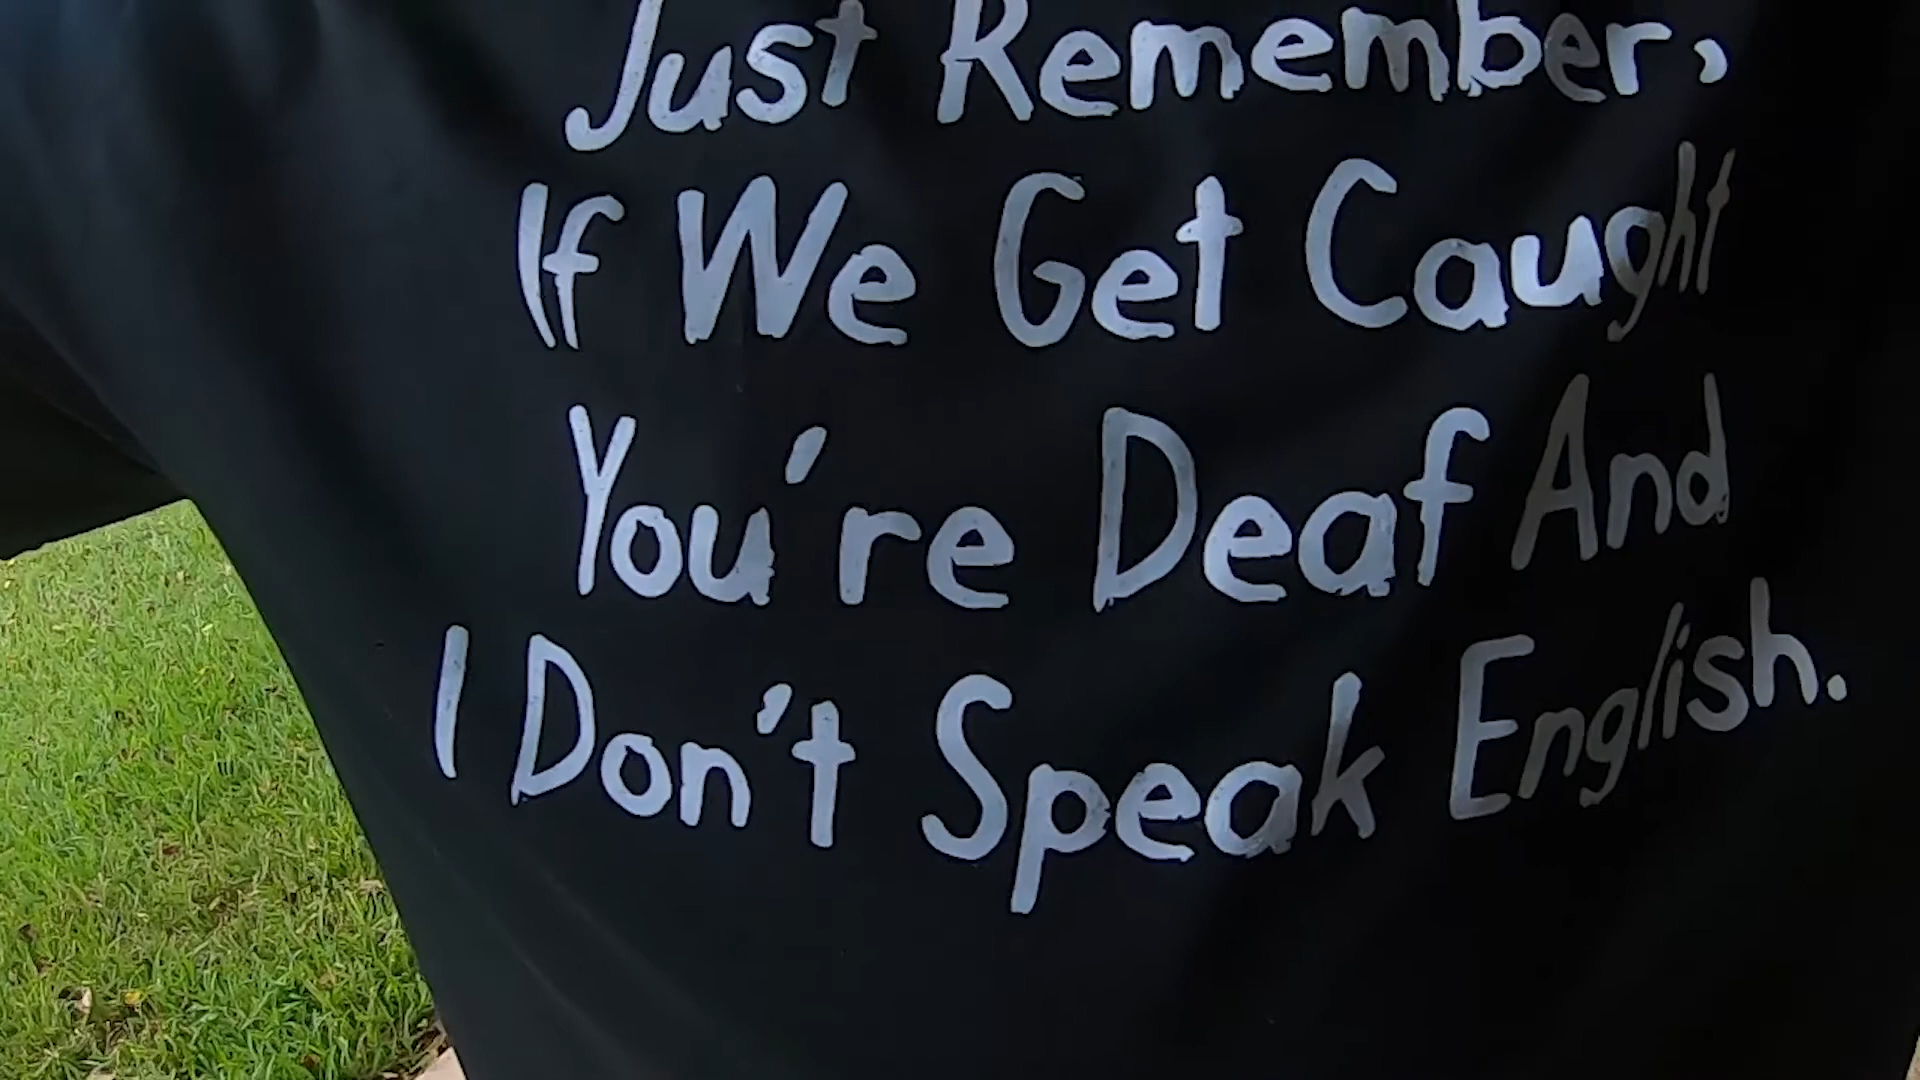 Just Remember,
If We Get Caught
You're Deaf And
I Don't Speak English.